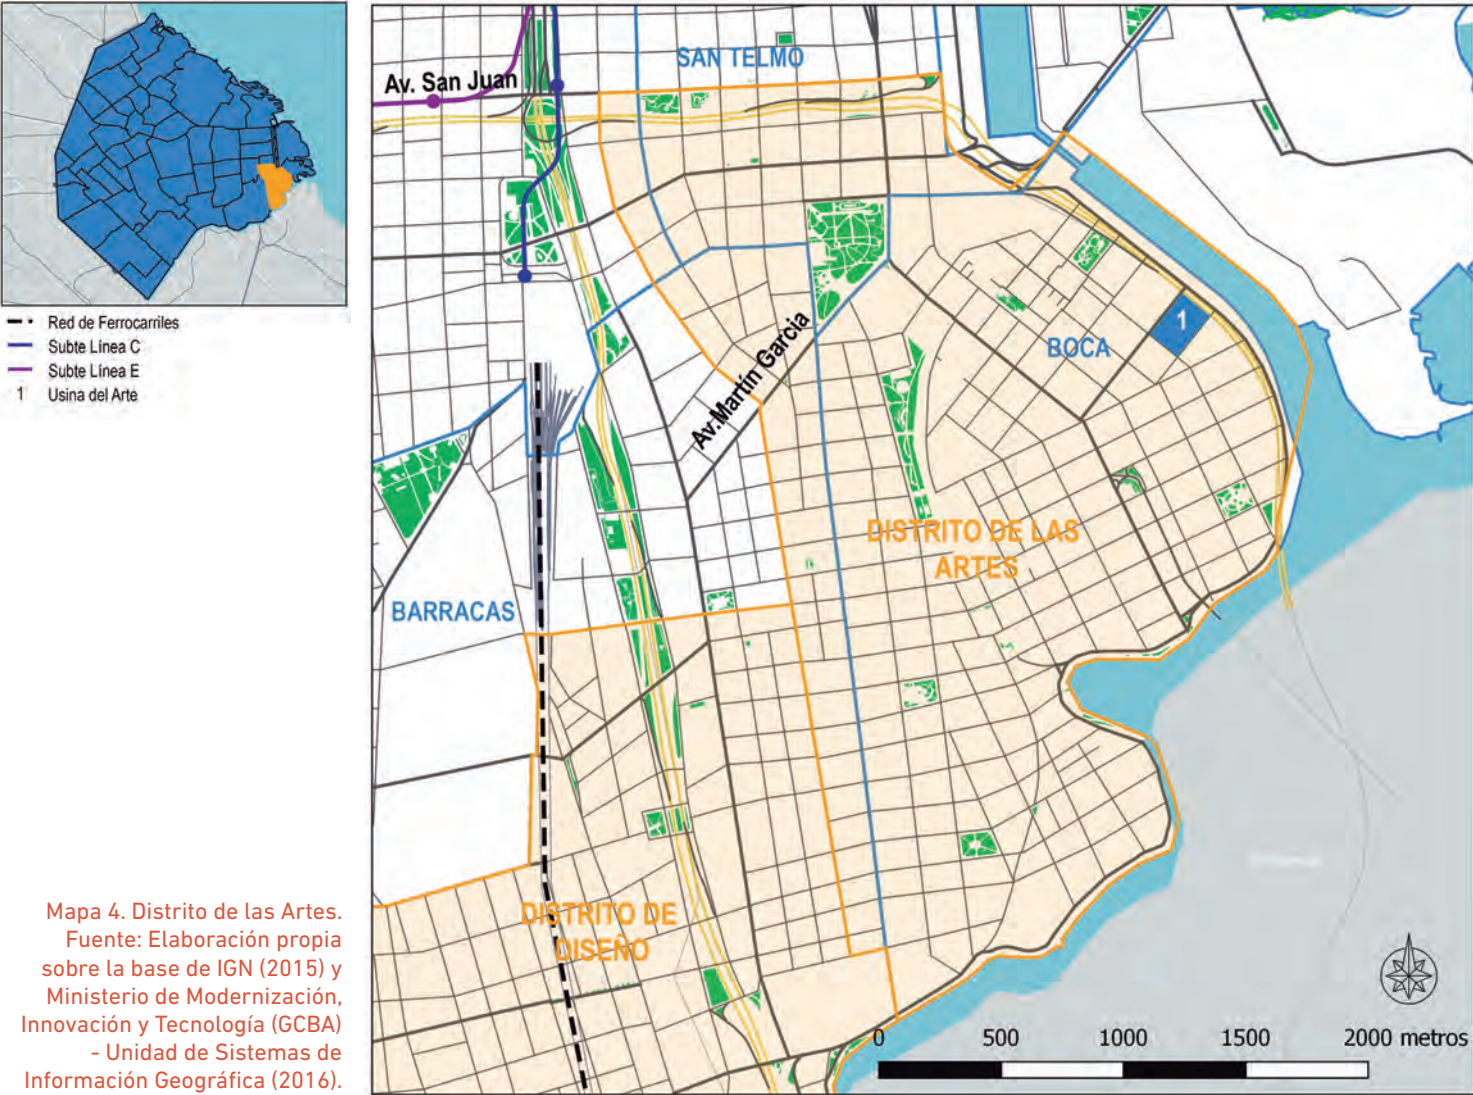 Red de Ferrocarriles
Subte Línea C
Subte Línea E
1 Usina del Arte
Mapa 4. Distrito de las Artes.
Fuente: Elaboración propia
sobre la base de IGN (2015) y
Ministerio de Modernización,
Innovación y Tecnología (GCBA)
- Unidad de Sistemas de
Información Geográfica (2016).
SAN TELMO
Av. San Juan
1
BOCA
Av.Martín Garcia
DISTRITO DE LAS
ARTES
BARRACAS
DISTRITO DE
DISEÑO
0 500 1000 1500 2000 metros